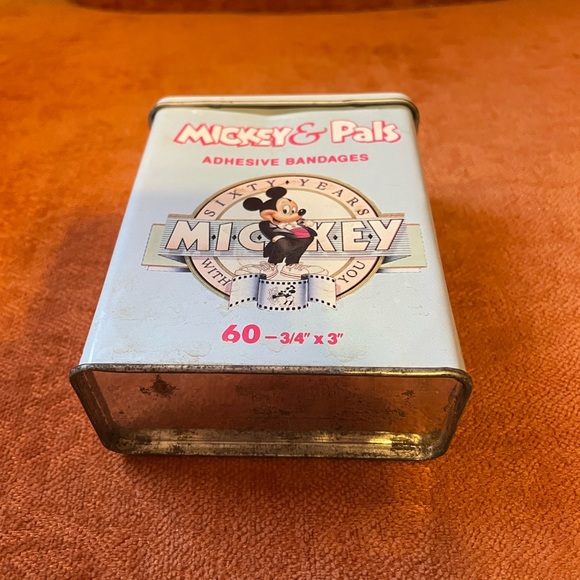 MICKEY & Pals
ADHESIVE BANDAGES
SIXTY • YEARS
MICKEY
WITH YOU
60 – 3/4" x 3"